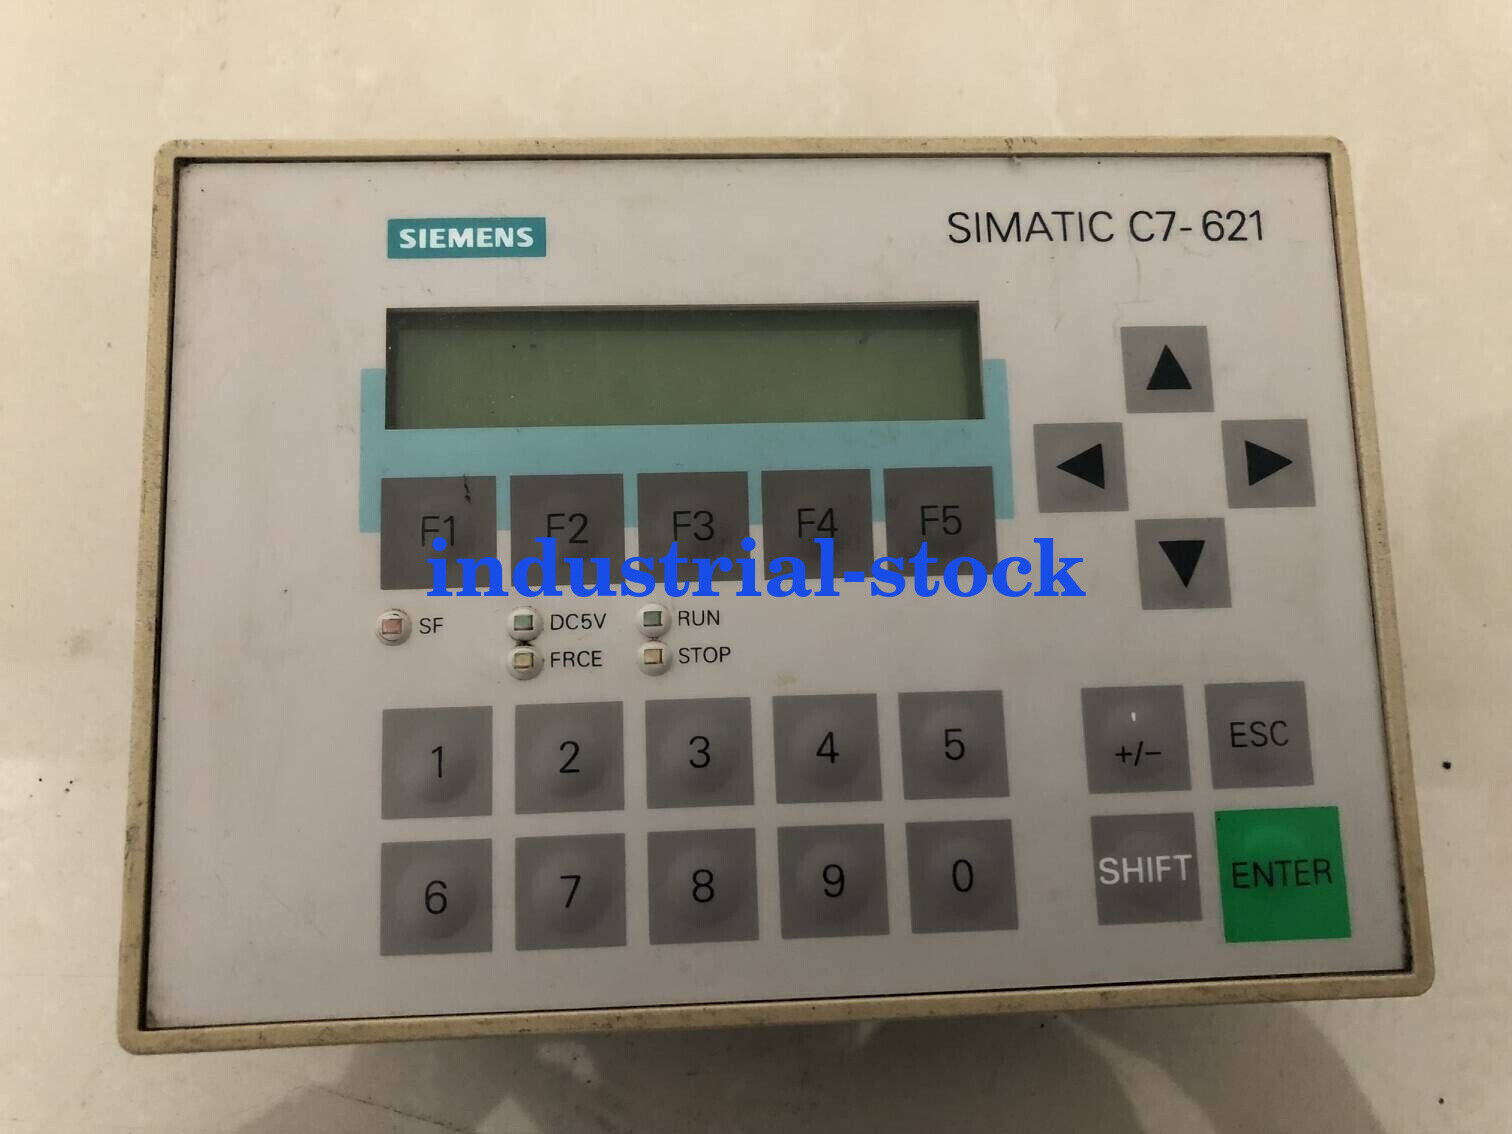 SIEMENS
SIMATIC C7-621
F1 F2 F3 F4 F5
industrial-stock
SF DC5V RUN
FRCE STOP
1 2 3 4 5 +/- ESC
6 7 8 9 0 SHIFT ENTER